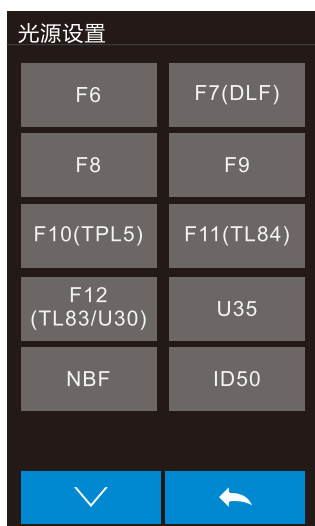 光源设置
F6
F7(DLF)
F8
F9
F10(TPL5)
F11(TL84)
F12
(TL83/U30)
U35
NBF
ID50